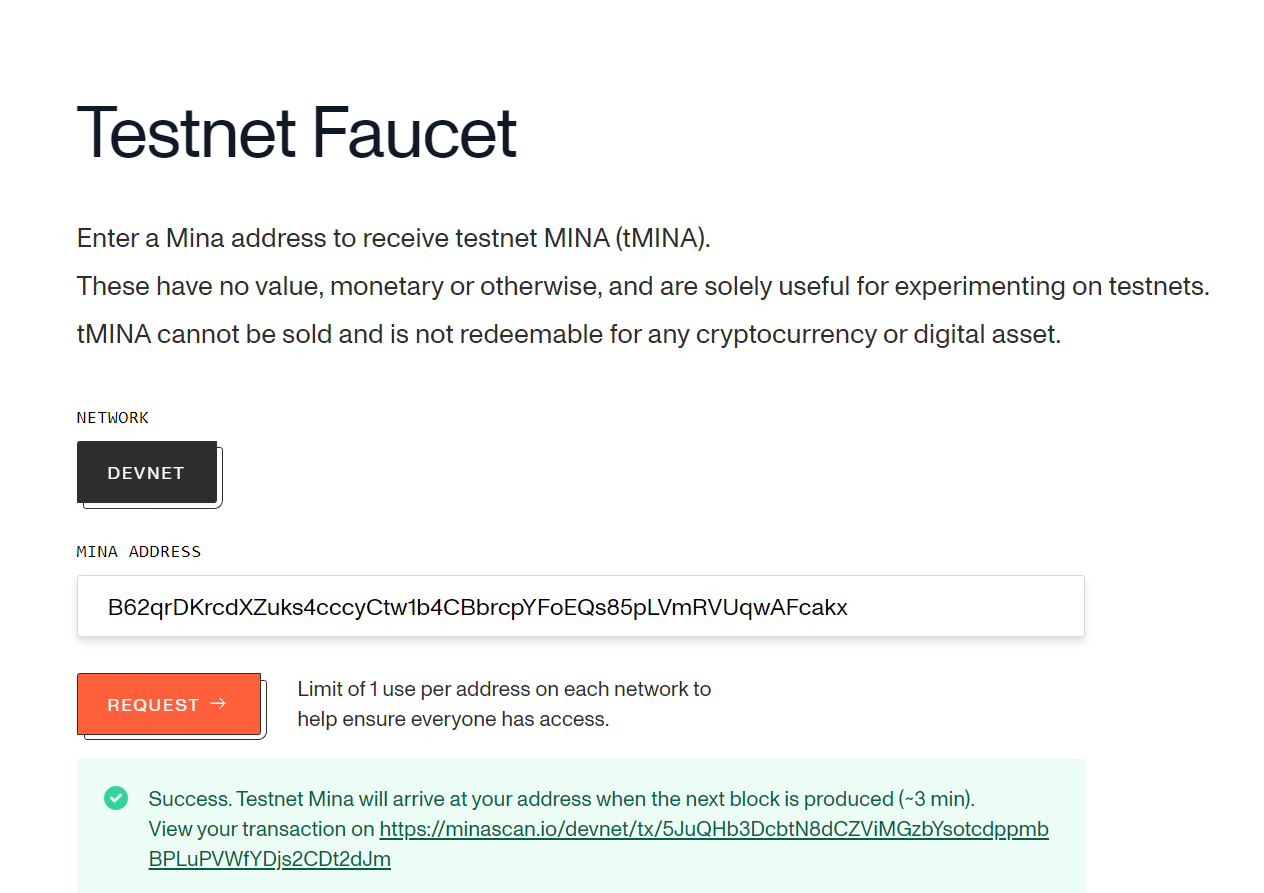 Testnet Faucet
Enter a Mina address to receive testnet MINA (tMINA).
These have no value, monetary or otherwise, and are solely useful for experimenting on testnets.
tMINA cannot be sold and is not redeemable for any cryptocurrency or digital asset.
NETWORK
DEVNET
MINA ADDRESS
B62qrDKrcdXZuks4cccyCtw1b4CBbrcpYFoEQs85pLVmRVUqwAFcakx
REQUEST →
Limit of 1 use per address on each network to
help ensure everyone has access.
Success. Testnet Mina will arrive at your address when the next block is produced (~3 min).
View your transaction on https://minascan.io/devnet/tx/5JuQHb3DcbtN8dCZViMGzbYsotcdppmb
BPLuPVWfYDjs2CDt2dJm